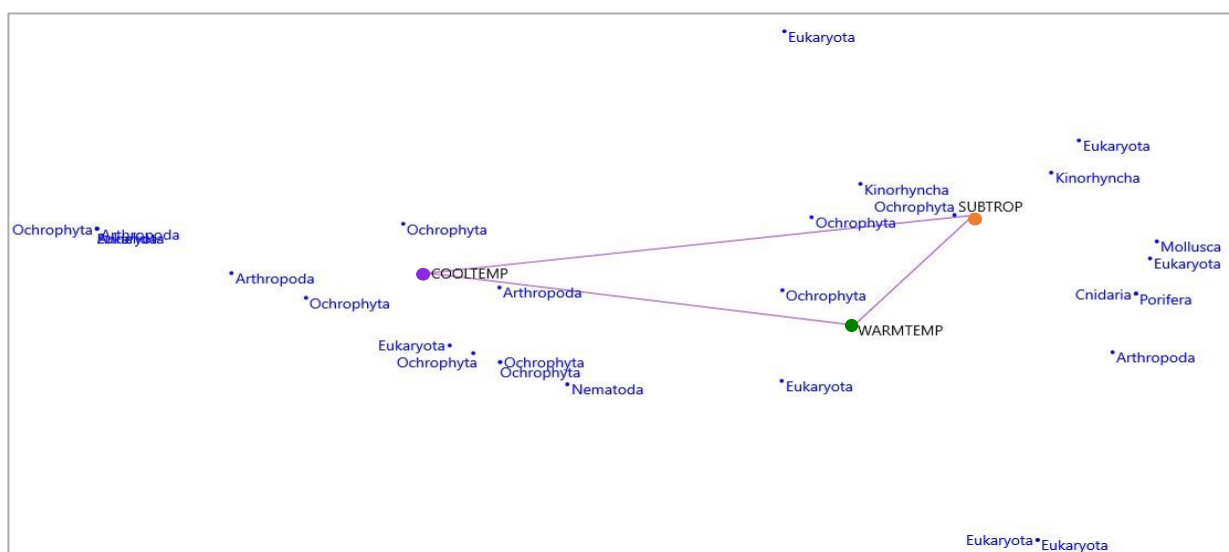 Eukaryota
Eukaryota
Kinorhyncha
Kinorhyncha
Ochrophyta
SUBTROP
Ochrophyta
Ochrophyta
Ochrophyta
Arthropoda
Mollusca
Eukaryota
COOLTEMP
Arthropoda
Arthropoda
Ochrophyta
Ochrophyta
Cnidaria
Porifera
WARMTEMP
Eukaryota
Arthropoda
Ochrophyta
Ochrophyta
Ochrophyta
Nematoda
Eukaryota
Eukaryota
Eukaryota